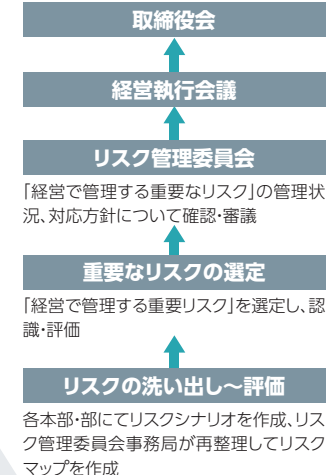 取締役会
経営執行会議
リスク管理委員会
「経営で管理する重要なリスク」の管理状
況、対応方針について確認・審議
重要なリスクの選定
「経営で管理する重要リスク」を選定し、認
識・評価
リスクの洗い出し～評価
各本部・部にてリスクシナリオを作成、リス
ク管理委員会事務局が再整理してリスク
マップを作成